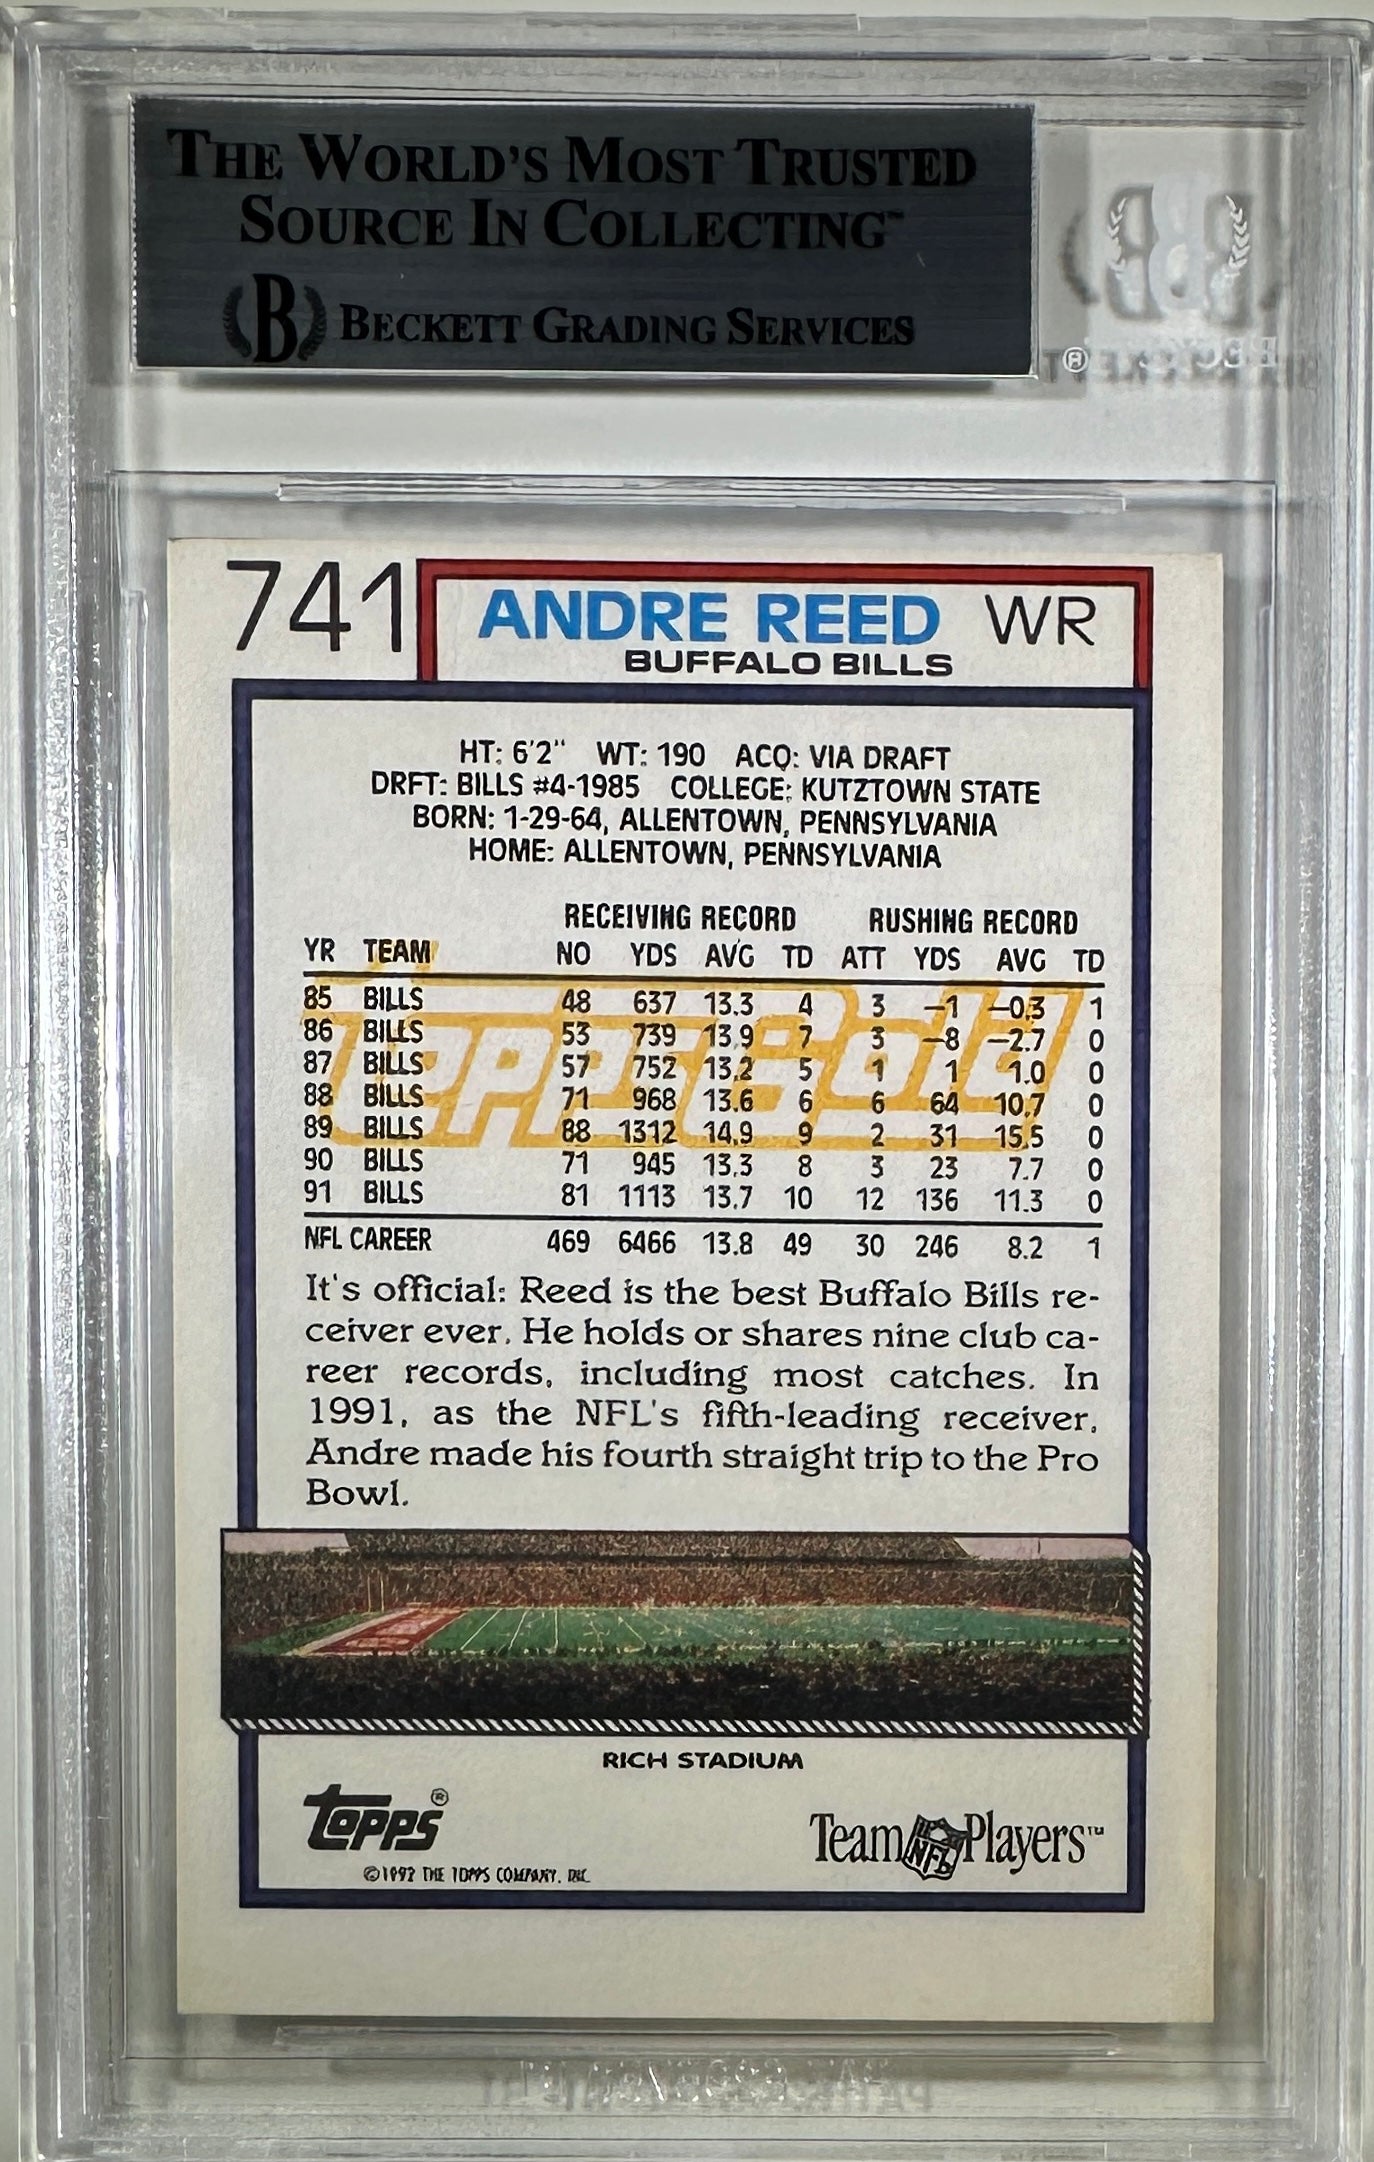 THE WORLD'S MOST TRUSTED
SOURCE IN COLLECTING™
B BECKETT GRADING SERVICES
741 ANDRE REED WR
BUFFALO BILLS
HT: 6'2" WT: 190 ACQ: VIA DRAFT
DRFT: BILLS #4-1985 COLLEGE: KUTZTOWN STATE
BORN: 1-29-64, ALLENTOWN, PENNSYLVANIA
HOME: ALLENTOWN, PENNSYLVANIA
RECEIVING RECORD RUSHING RECORD
YR TEAM NO YDS AVG TD ATT YDS AVG TD
85 BILLS 48 637 13.3 4 3 –1 –0.3 1
86 BILLS 53 739 13.9 7 3 –8 –2.7 0
87 BILLS 57 752 13.2 5 1 1 1.0 0
88 BILLS 71 968 13.6 6 6 64 10.7 0
89 BILLS 88 1312 14.9 9 2 31 15.5 0
90 BILLS 71 945 13.3 8 3 23 7.7 0
91 BILLS 81 1113 13.7 10 12 136 11.3 0
NFL CAREER 469 6466 13.8 49 30 246 8.2 1
ToppsGold
It's official: Reed is the best Buffalo Bills re-
ceiver ever. He holds or shares nine club ca-
reer records, including most catches. In
1991, as the NFL's fifth-leading receiver,
Andre made his fourth straight trip to the Pro
Bowl.
RICH STADIUM
TOPPS®
©1992 THE TOPPS COMPANY, INC.
Team NFL Players™